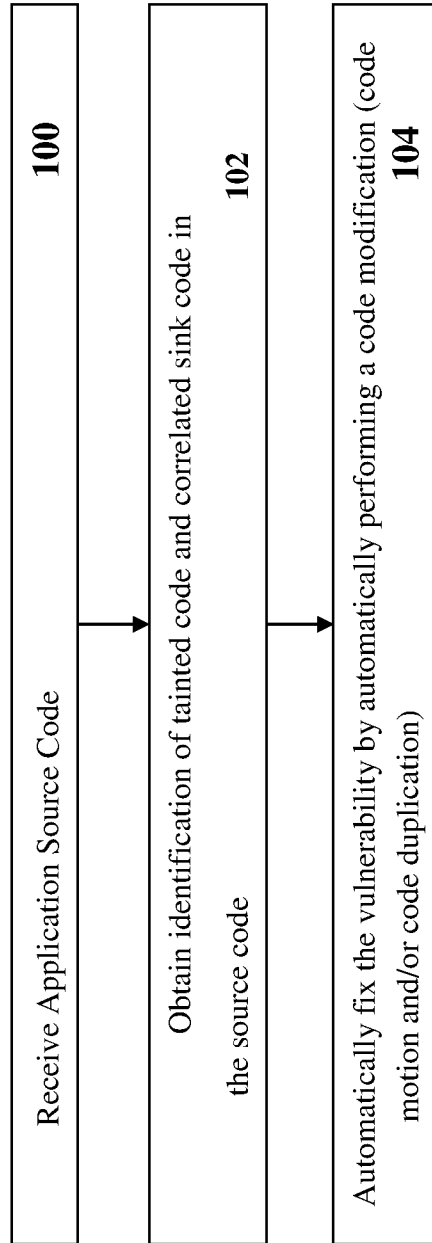 Receive Application Source Code
100
Obtain identification of tainted code and correlated sink code in
the source code
102
Automatically fix the vulnerability by automatically performing a code modification (code
motion and/or code duplication)
104